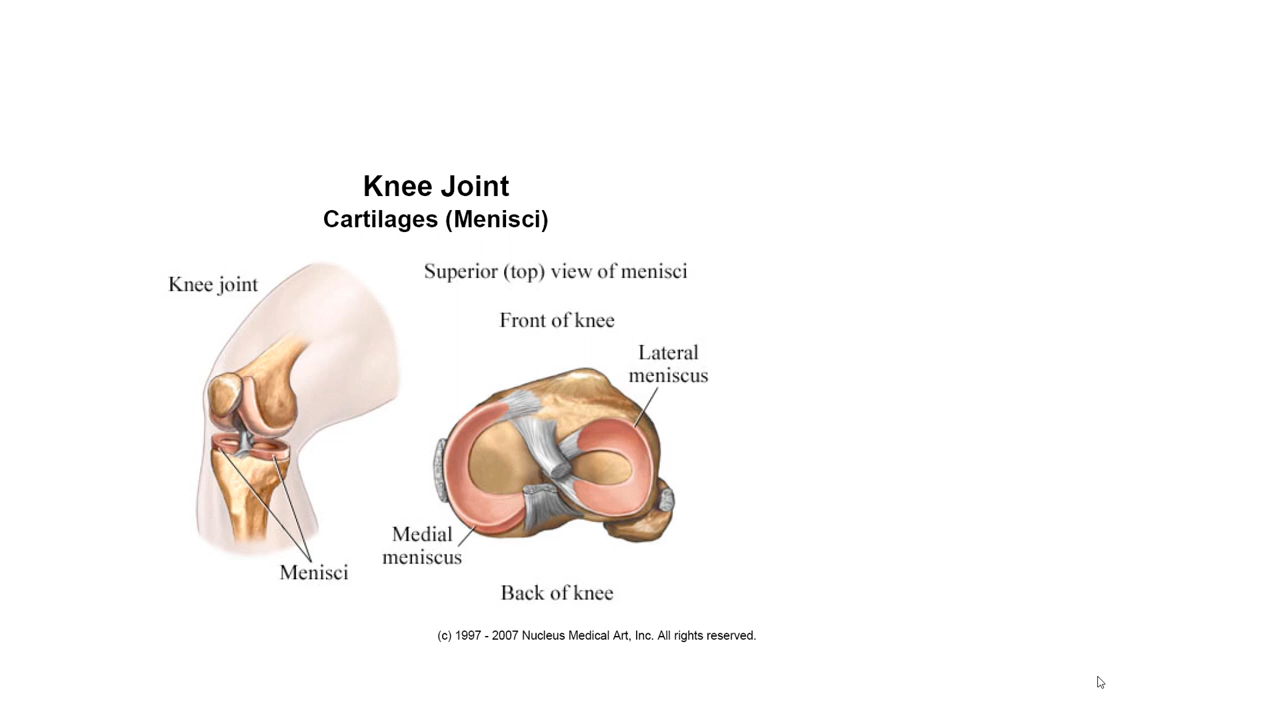 Knee Joint
Cartilages (Menisci)
Knee joint
Superior (top) view of menisci
Front of knee
Lateral
meniscus
Medial
meniscus
Menisci
Back of knee
(c) 1997 - 2007 Nucleus Medical Art, Inc. All rights reserved.